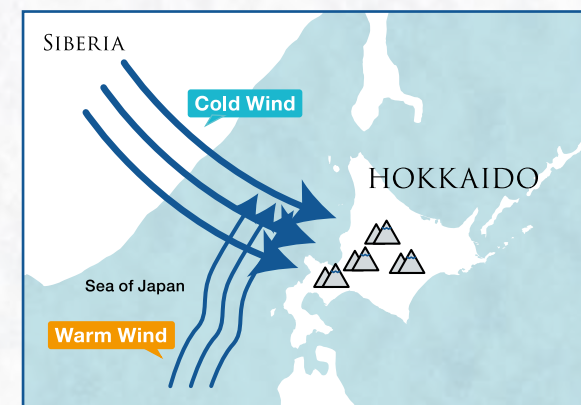 SIBERIA
Cold Wind
HOKKAIDO
Sea of Japan
Warm Wind